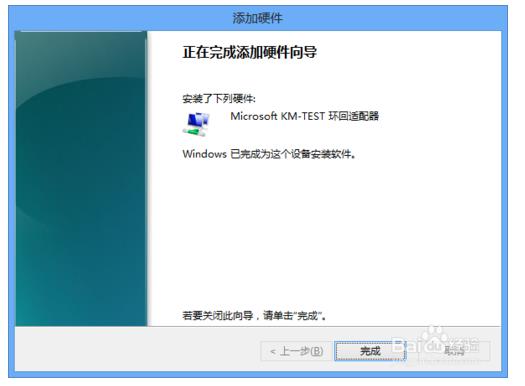 添加硬件
正在完成添加硬件向导
安装了下列硬件:
Microsoft KM-TEST 环回适配器
Windows 已完成为这个设备安装软件。
若要关闭此向导，请单击“完成”。
< 上一步(B) 完成 取消
Baidu 经验